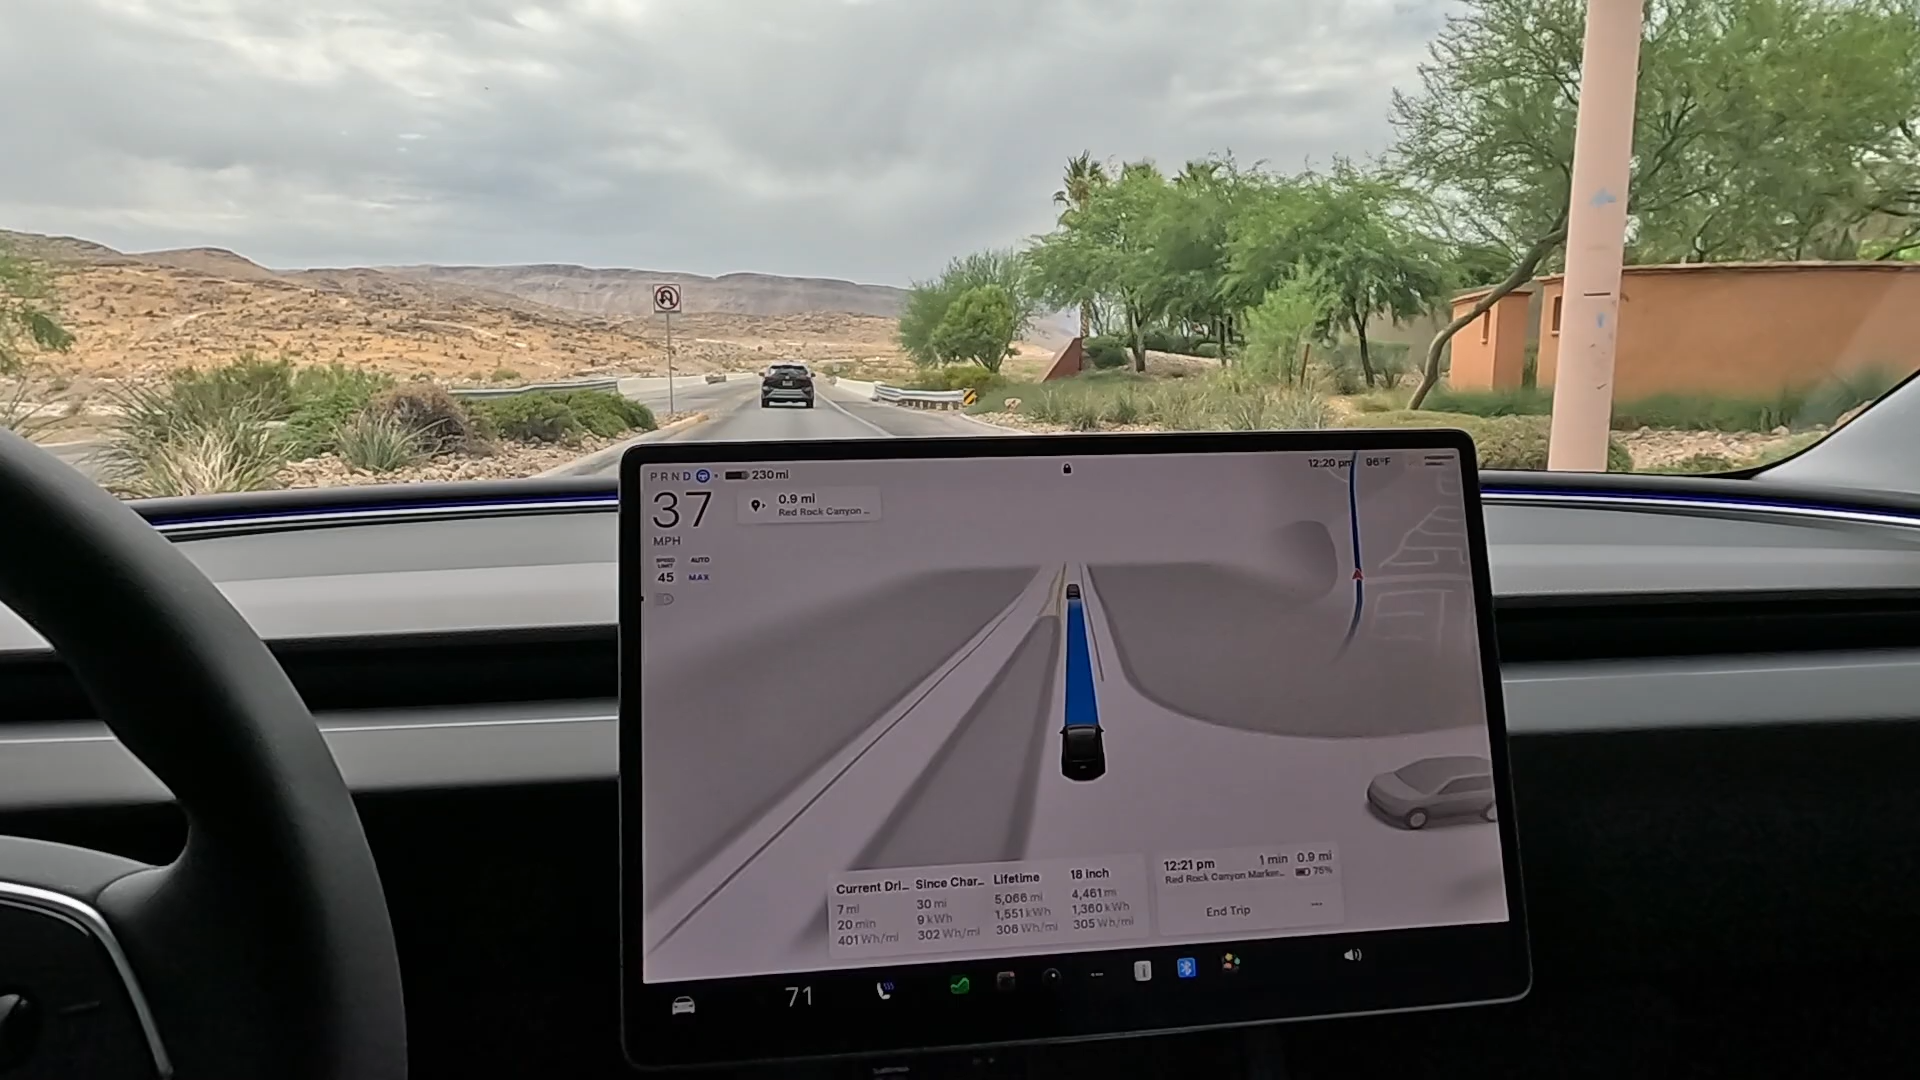 P R N D 230 mi
12:20 pm 96°F
37
MPH
0.9 mi
Red Rock Canyon ...
SPEED LIMIT
45
AUTO
MAX
Current Dri... Since Char... Lifetime 18 inch
7 mi 30 mi 5,066 mi 4,461 mi
20 min 9 kWh 1,551 kWh 1,360 kWh
401 Wh/mi 302 Wh/mi 306 Wh/mi 305 Wh/mi
12:21 pm 1 min 0.9 mi
Red Rock Canyon Marker... 75%
End Trip ...
71